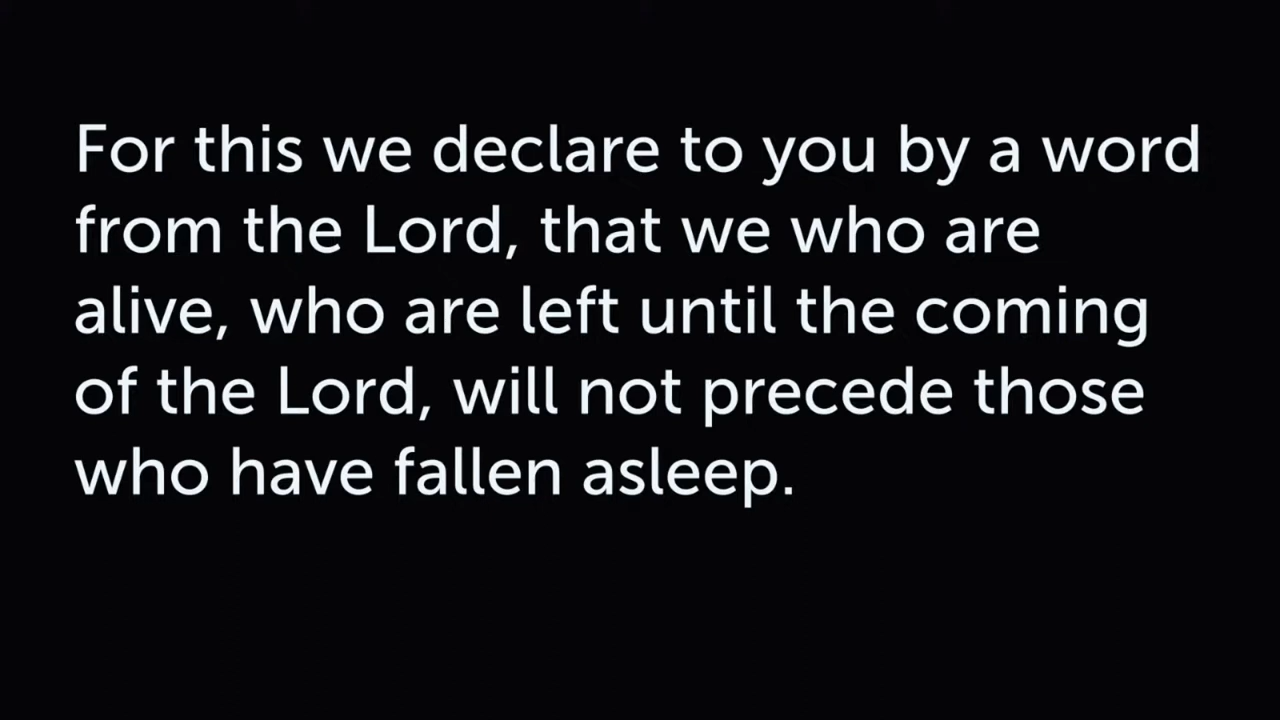 For this we declare to you by a word
from the Lord, that we who are
alive, who are left until the coming
of the Lord, will not precede those
who have fallen asleep.